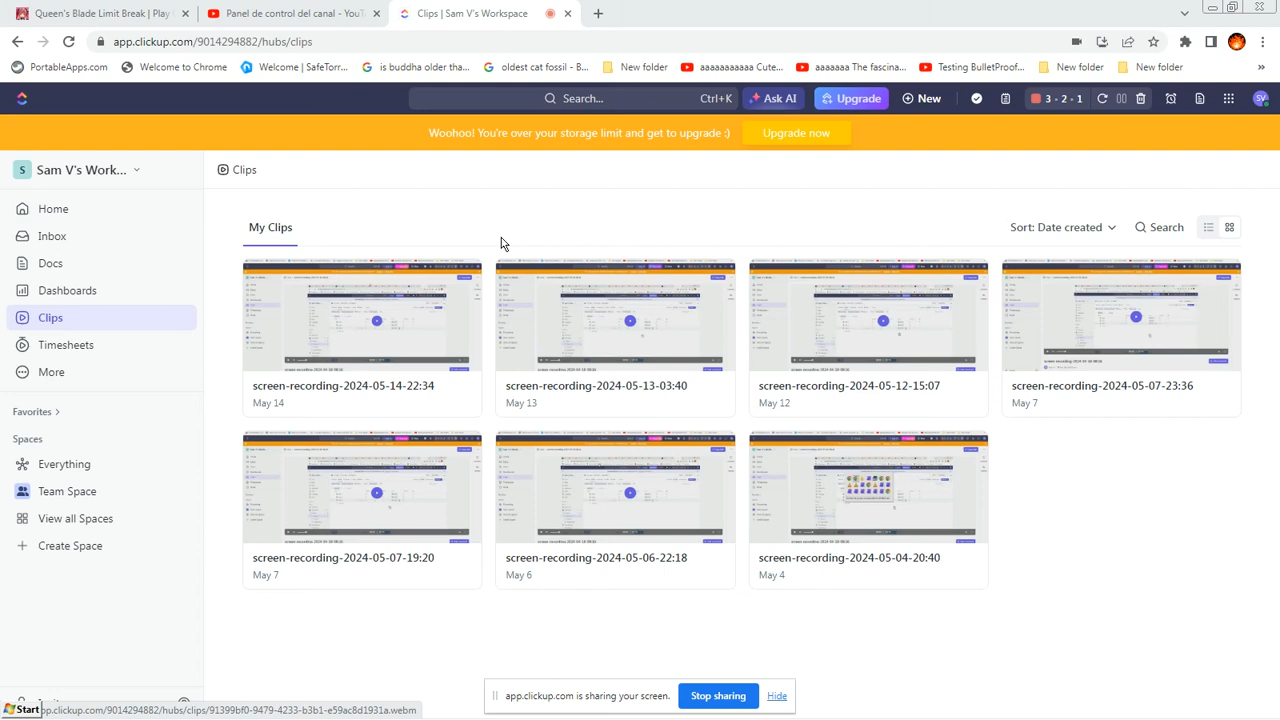 Queen's Blade Limit Break | Play G
Panel de control del canal - YouT
Clips | Sam V's Workspace
app.clickup.com/9014294882/hubs/clips
PortableApps.com
Welcome to Chrome
Welcome | SafeTorr...
is buddha older tha...
oldest cat fossil - B...
New folder
aaaaaaaaaaa Cute...
aaaaaaa The fascina...
Testing BulletProof...
New folder
New folder
»
Search...
Ctrl+K
Ask AI
Upgrade
New
3 - 2 - 1
SV
Woohoo! You're over your storage limit and get to upgrade ;)
Upgrade now
S
Sam V's Work...
Clips
Home
Inbox
Docs
Clips
Timesheets
More
Favorites
Spaces
Everything
Team Space
View all Spaces
Create Space
My Clips
Sort: Date created
Search
screen-recording-2024-05-14-22:34
May 14
screen-recording-2024-05-13-03:40
May 13
screen-recording-2024-05-12-15:07
May 12
screen-recording-2024-05-07-23:36
May 7
screen-recording-2024-05-07-19:20
May 7
screen-recording-2024-05-06-22:18
May 6
screen-recording-2024-05-04-20:40
May 4
app.clickup.com is sharing your screen.
Stop sharing
Hide
Start
app.clickup.com/9014294882/hubs/clips/91399bf0-9479-4233-b3b1-e59ac8d1931a.webm